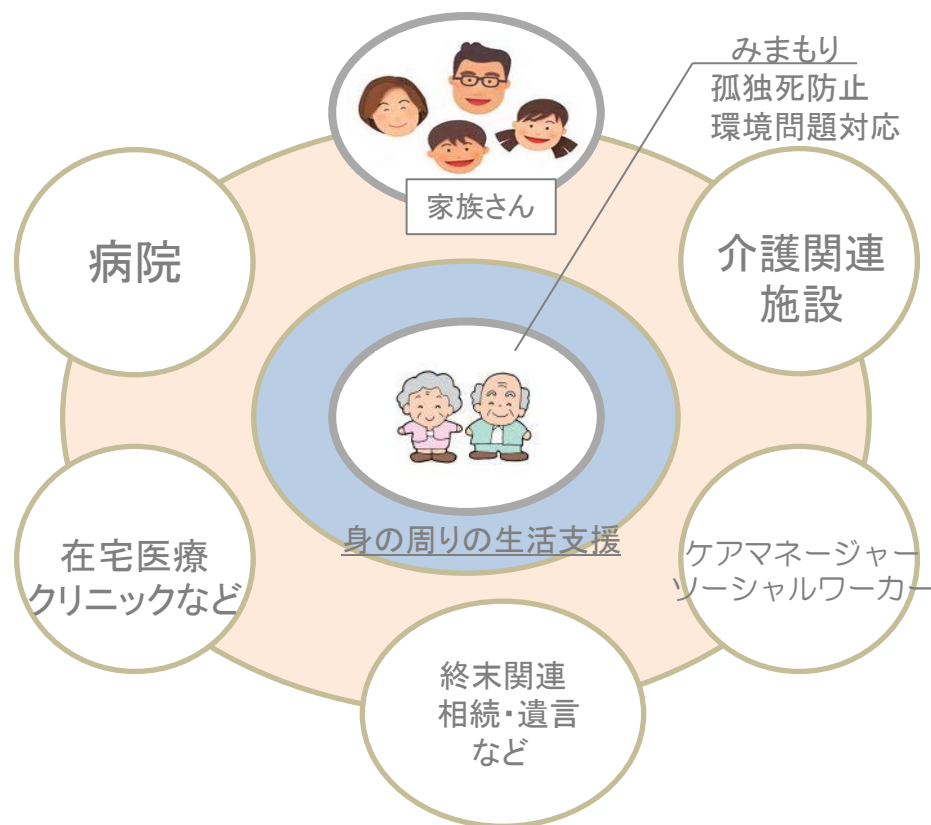 みまもり
孤独死防止
環境問題対応
家族さん
病院
介護関連
施設
身の周りの生活支援
在宅医療
クリニックなど
ケアマネージャー
ソーシャルワーカー
終末関連
相続・遺言
など